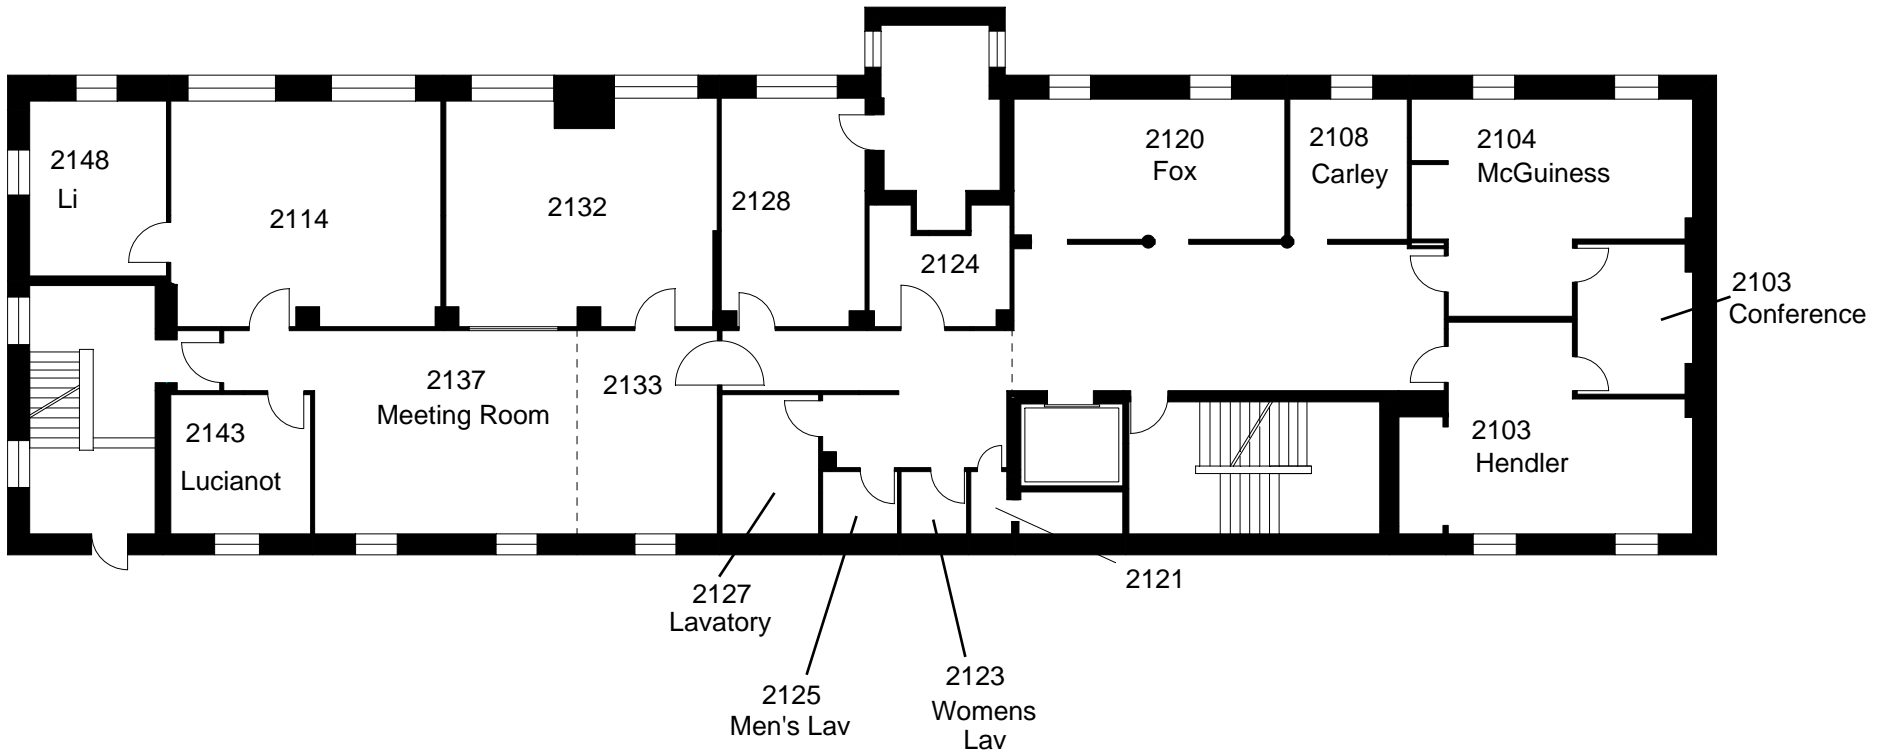 2148
Li
2114
2132
2128
2124
2120
Fox
2108
Carley
2104
McGuiness
2103
Conference
2137
Meeting Room
2133
2143
Lucianot
2103
Hendler
2127
Lavatory
2125
Men's Lav
2123
Womens
Lav
2121